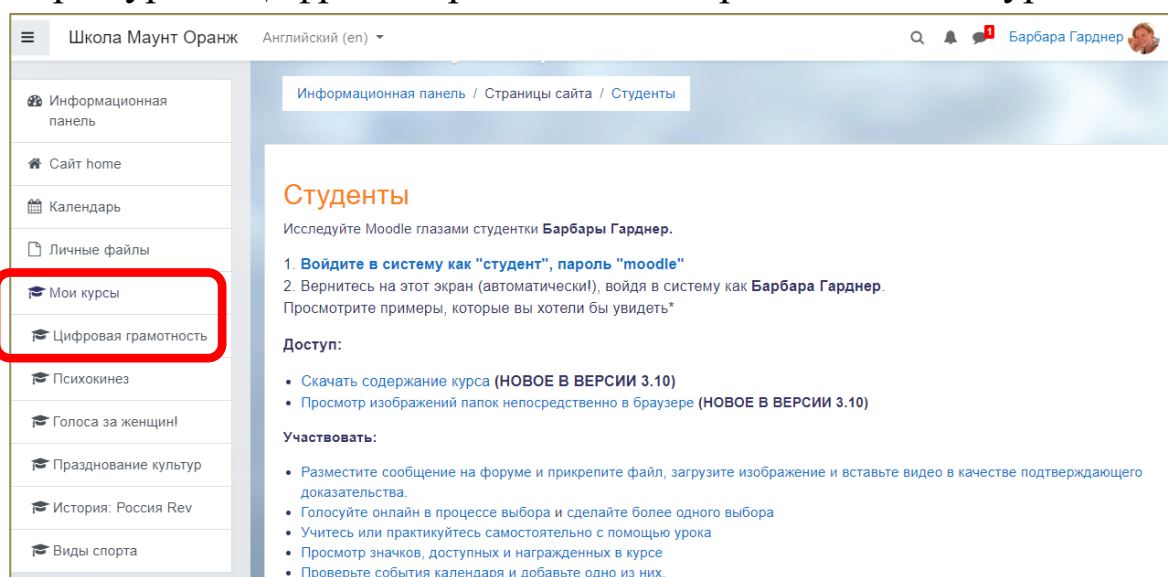 Школа Маунт Оранж Английский (en) 1 Барбара Гарднер
Информационная
панель
Сайт home
Календарь
Личные файлы
Мои курсы
Цифровая грамотность
Психокинез
Голоса за женщин!
Празднование культур
История: Россия Rev
Виды спорта
Информационная панель / Страницы сайта / Студенты
Студенты
Исследуйте Moodle глазами студентки Барбары Гарднер.
1. Войдите в систему как "студент", пароль "moodle"
2. Вернитесь на этот экран (автоматически!), войдя в систему как Барбара Гарднер.
Просмотрите примеры, которые вы хотели бы увидеть*
Доступ:
• Скачать содержание курса (НОВОЕ В ВЕРСИИ 3.10)
• Просмотр изображений папок непосредственно в браузере (НОВОЕ В ВЕРСИИ 3.10)
Участвовать:
• Разместите сообщение на форуме и прикрепите файл, загрузите изображение и вставьте видео в качестве подтверждающего
доказательства.
• Голосуйте онлайн в процессе выбора и сделайте более одного выбора
• Учитесь или практикуйтесь самостоятельно с помощью урока
• Просмотр значков, доступных и награжденных в курсе
• Проверьте события календаря и добавьте одно из них.